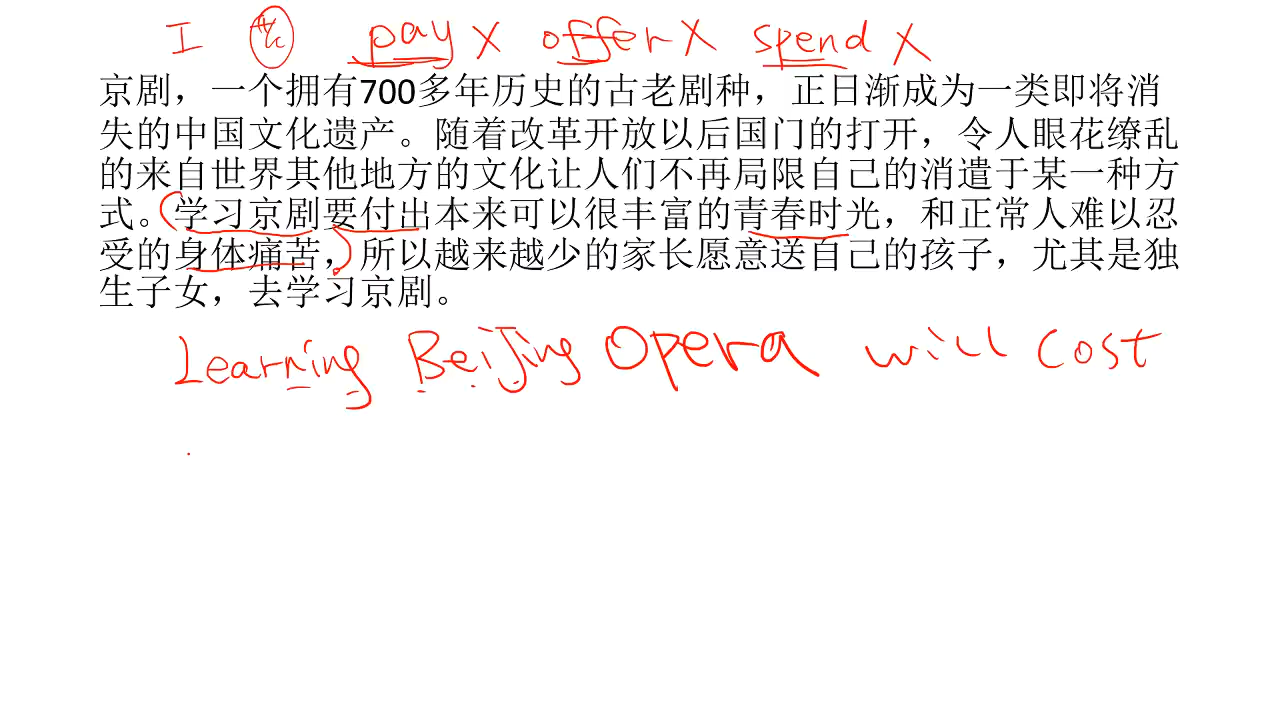 I 忙 pay X offer X spend X
京剧，一个拥有700多年历史的古老剧种，正日渐成为一类即将消
失的中国文化遗产。随着改革开放以后国门的打开，令人眼花缭乱
的来自世界其他地方的文化让人们不再局限自己的消遣于某一种方
式。学习京剧要付出本来可以很丰富的青春时光，和正常人难以忍
受的身体痛苦，所以越来越少的家长愿意送自己的孩子，尤其是独
生子女，去学习京剧。
Learning BeiJing Opera will cost